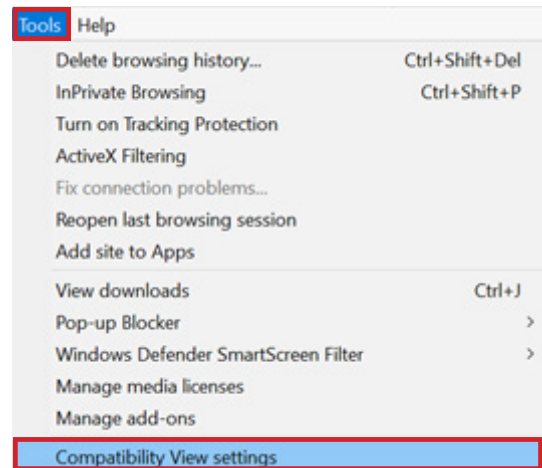 Tools Help
Delete browsing history... Ctrl+Shift+Del
InPrivate Browsing Ctrl+Shift+P
Turn on Tracking Protection
ActiveX Filtering
Fix connection problems...
Reopen last browsing session
Add site to Apps
View downloads Ctrl+J
Pop-up Blocker
Windows Defender SmartScreen Filter
Manage media licenses
Manage add-ons
Compatibility View settings